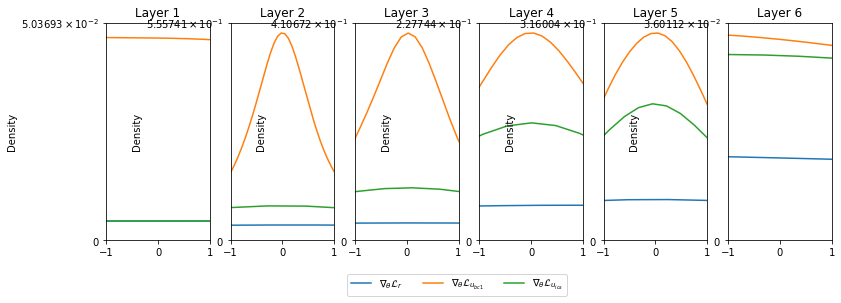 Layer 1 Layer 2 Layer 3 Layer 4 Layer 5 Layer 6
5.03693 × 10⁻² 5.55741 × 10⁻¹ 4.10672 × 10⁻¹ 2.27744 × 10⁻¹ 3.16004 × 10⁻¹ 3.60112 × 10⁻²
Density Density Density Density Density Density
0 0 0 0 0 0
−1 0 1 −1 0 1 −1 0 1 −1 0 1 −1 0 1 −1 0 1
∇θℒr ∇θℒu_bc1 ∇θℒu_ics